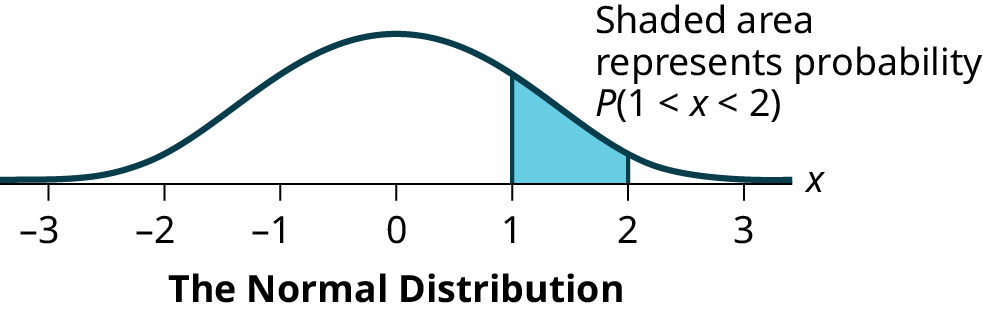 Shaded area
represents probability
P(1 < x < 2)
x
–3 –2 –1 0 1 2 3
The Normal Distribution